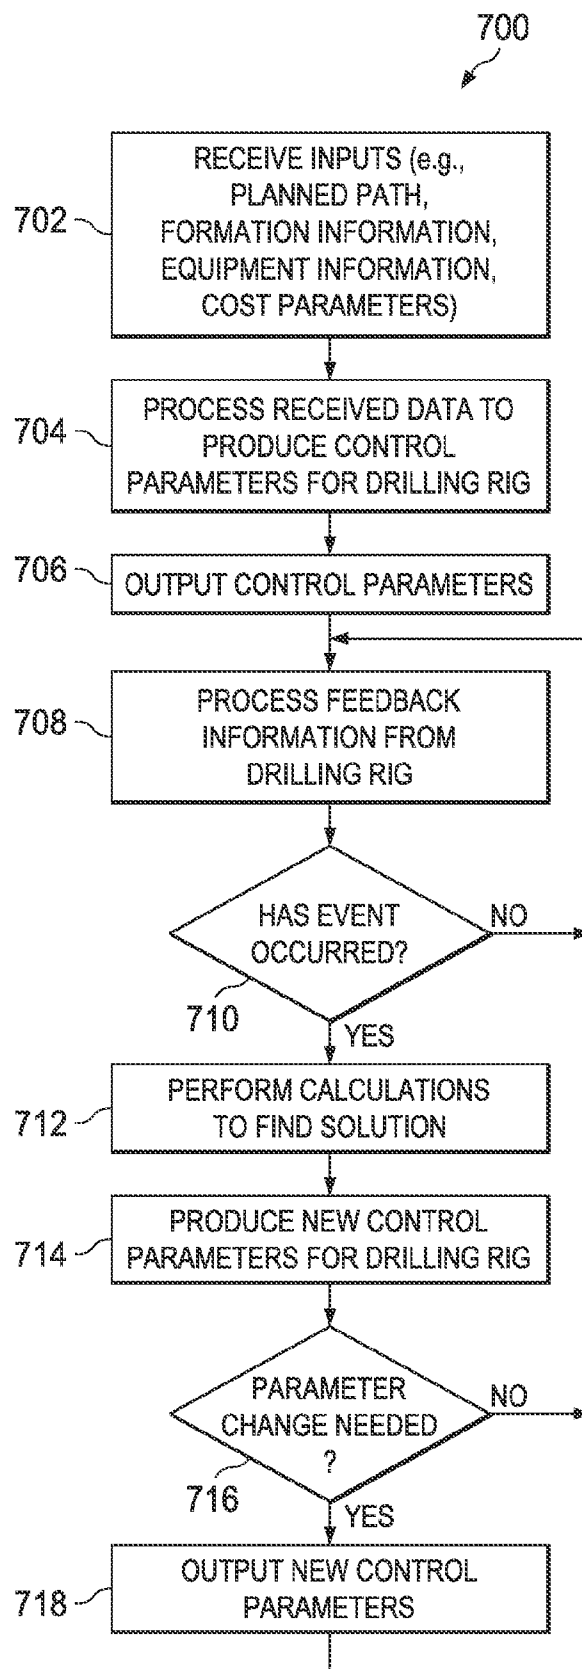 700
702
RECEIVE INPUTS (e.g.,
PLANNED PATH,
FORMATION INFORMATION,
EQUIPMENT INFORMATION,
COST PARAMETERS)
704
PROCESS RECEIVED DATA TO
PRODUCE CONTROL
PARAMETERS FOR DRILLING RIG
706
OUTPUT CONTROL PARAMETERS
708
PROCESS FEEDBACK
INFORMATION FROM
DRILLING RIG
HAS EVENT
OCCURRED?
NO
710
YES
712
PERFORM CALCULATIONS
TO FIND SOLUTION
714
PRODUCE NEW CONTROL
PARAMETERS FOR DRILLING RIG
PARAMETER
CHANGE NEEDED
?
NO
716
YES
718
OUTPUT NEW CONTROL
PARAMETERS